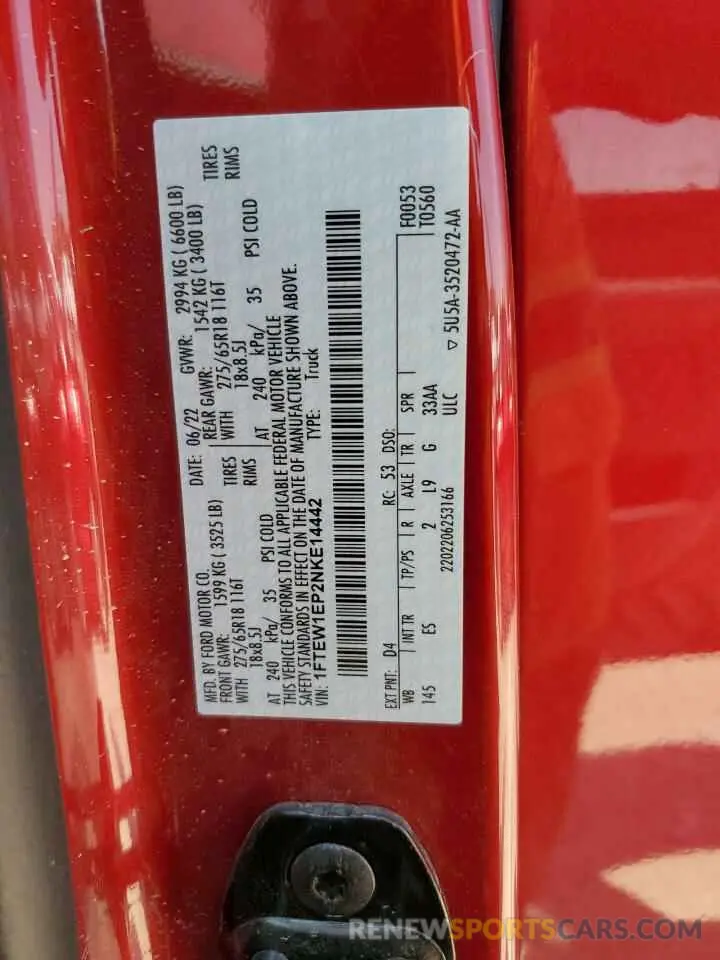 MFD. BY FORD MOTOR CO. DATE: 06/22 GVWR: 2994 KG ( 6600 LB)
FRONT GAWR: 1599 KG ( 3525 LB) REAR GAWR: 1542 KG ( 3400 LB)
WITH 275/65R18 116T TIRES WITH 275/65R18 116T TIRES
18x8.5J RIMS 18x8.5J RIMS
AT 240 kPa/ 35 PSI COLD AT 240 kPa/ 35 PSI COLD
THIS VEHICLE CONFORMS TO ALL APPLICABLE FEDERAL MOTOR VEHICLE
SAFETY STANDARDS IN EFFECT ON THE DATE OF MANUFACTURE SHOWN ABOVE.
VIN: 1FTEW1EP2NKE14442 TYPE: Truck
EXT PNT: D4 RC: 53 DSO: F0053
WB INT TR TP/PS R AXLE TR SPR T0560
145 E5 2 L9 G 33AA
2202206253166 ULC ▽ 5U5A-3520472-AA
RENEWSPORTSCARS.COM